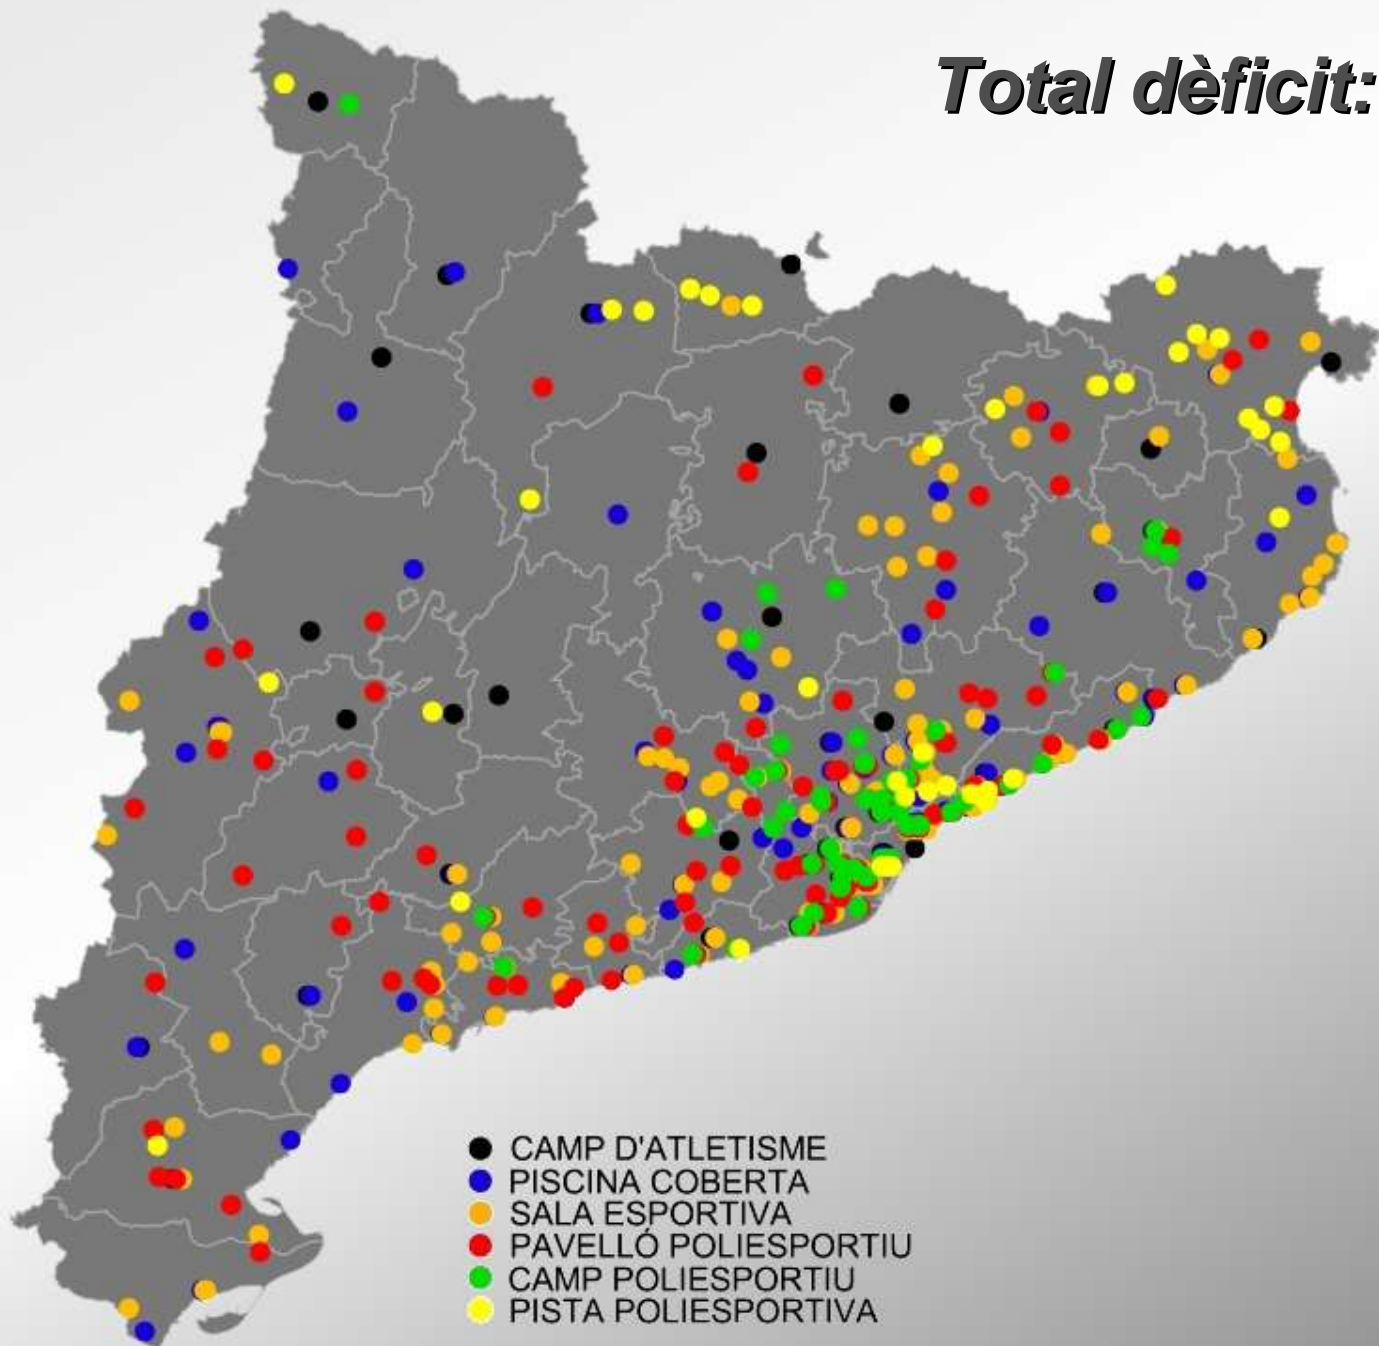 Total dèficit:
CAMP D'ATLETISME
PISCINA COBERTA
SALA ESPORTIVA
PAVELLÓ POLIESPORTIU
CAMP POLIESPORTIU
PISTA POLIESPORTIVA